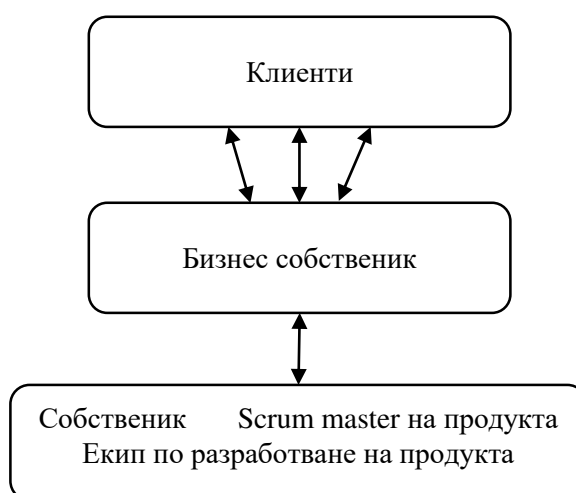 Клиенти
Бизнес собственик
Собственик Scrum master на продукта
Екип по разработване на продукта